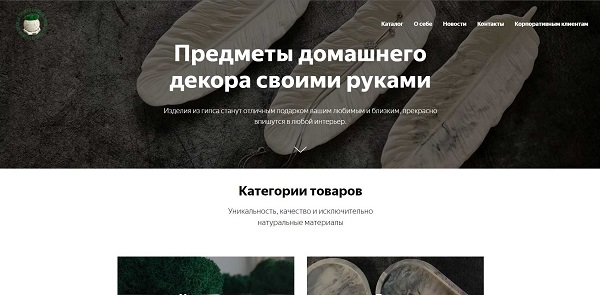 Каталог О себе Новости Контакты Корпоративным клиентам
Предметы домашнего
декора своими руками
Изделия из гипса станут отличным подарком вашим любимым и близким, прекрасно
впишутся в любой интерьер.
Категории товаров
Уникальность, качество и исключительно
натуральные материалы